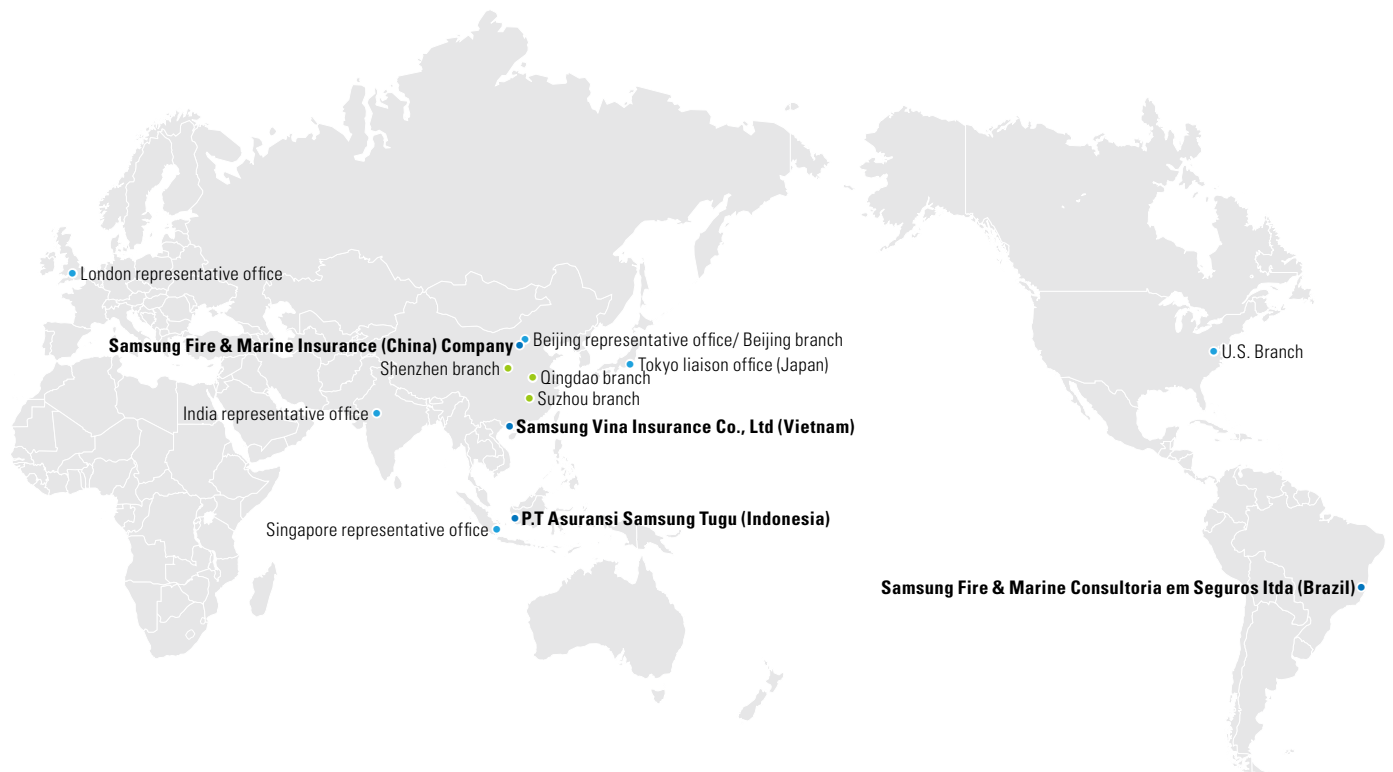 London representative office
Beijing representative office/ Beijing branch
Samsung Fire & Marine Insurance (China) Company
U.S. Branch
Tokyo liaison office (Japan)
Shenzhen branch
Qingdao branch
Suzhou branch
India representative office
Samsung Vina Insurance Co., Ltd (Vietnam)
P.T Asuransi Samsung Tugu (Indonesia)
Singapore representative office
Samsung Fire & Marine Consultoria em Seguros ltda (Brazil)